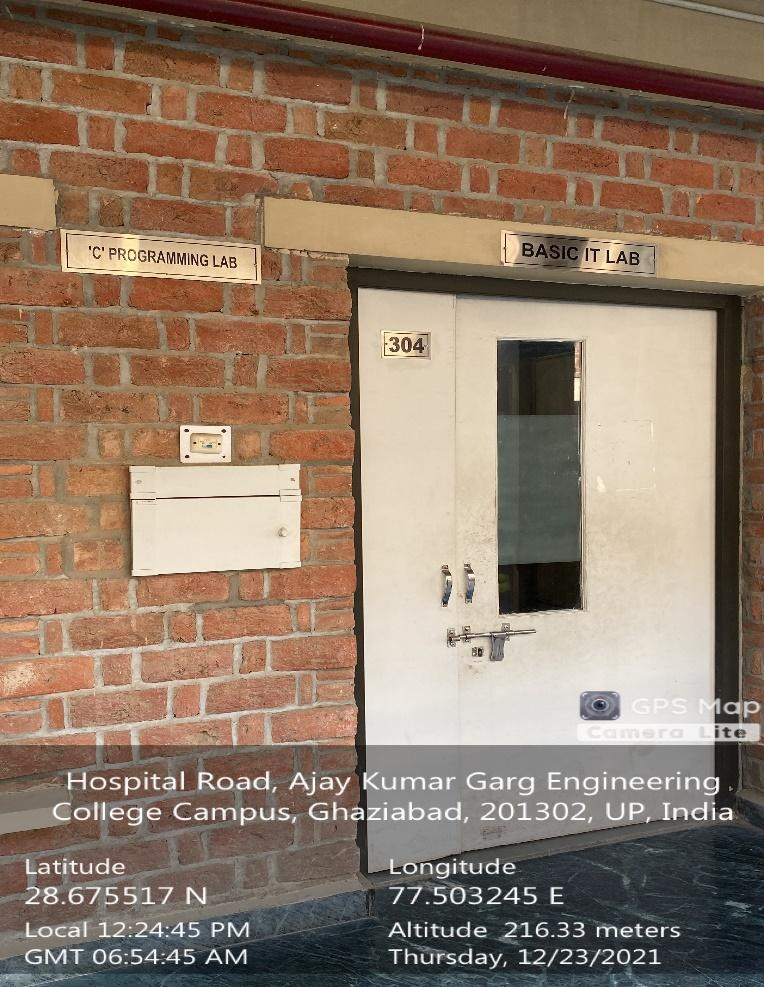 'C' PROGRAMMING LAB
BASIC IT LAB
304
GPS Map
Camera Lite
Hospital Road, Ajay Kumar Garg Engineering
College Campus, Ghaziabad, 201302, UP, India
Latitude
28.675517 N
Longitude
77.503245 E
Local 12:24:45 PM
GMT 06:54:45 AM
Altitude 216.33 meters
Thursday, 12/23/2021